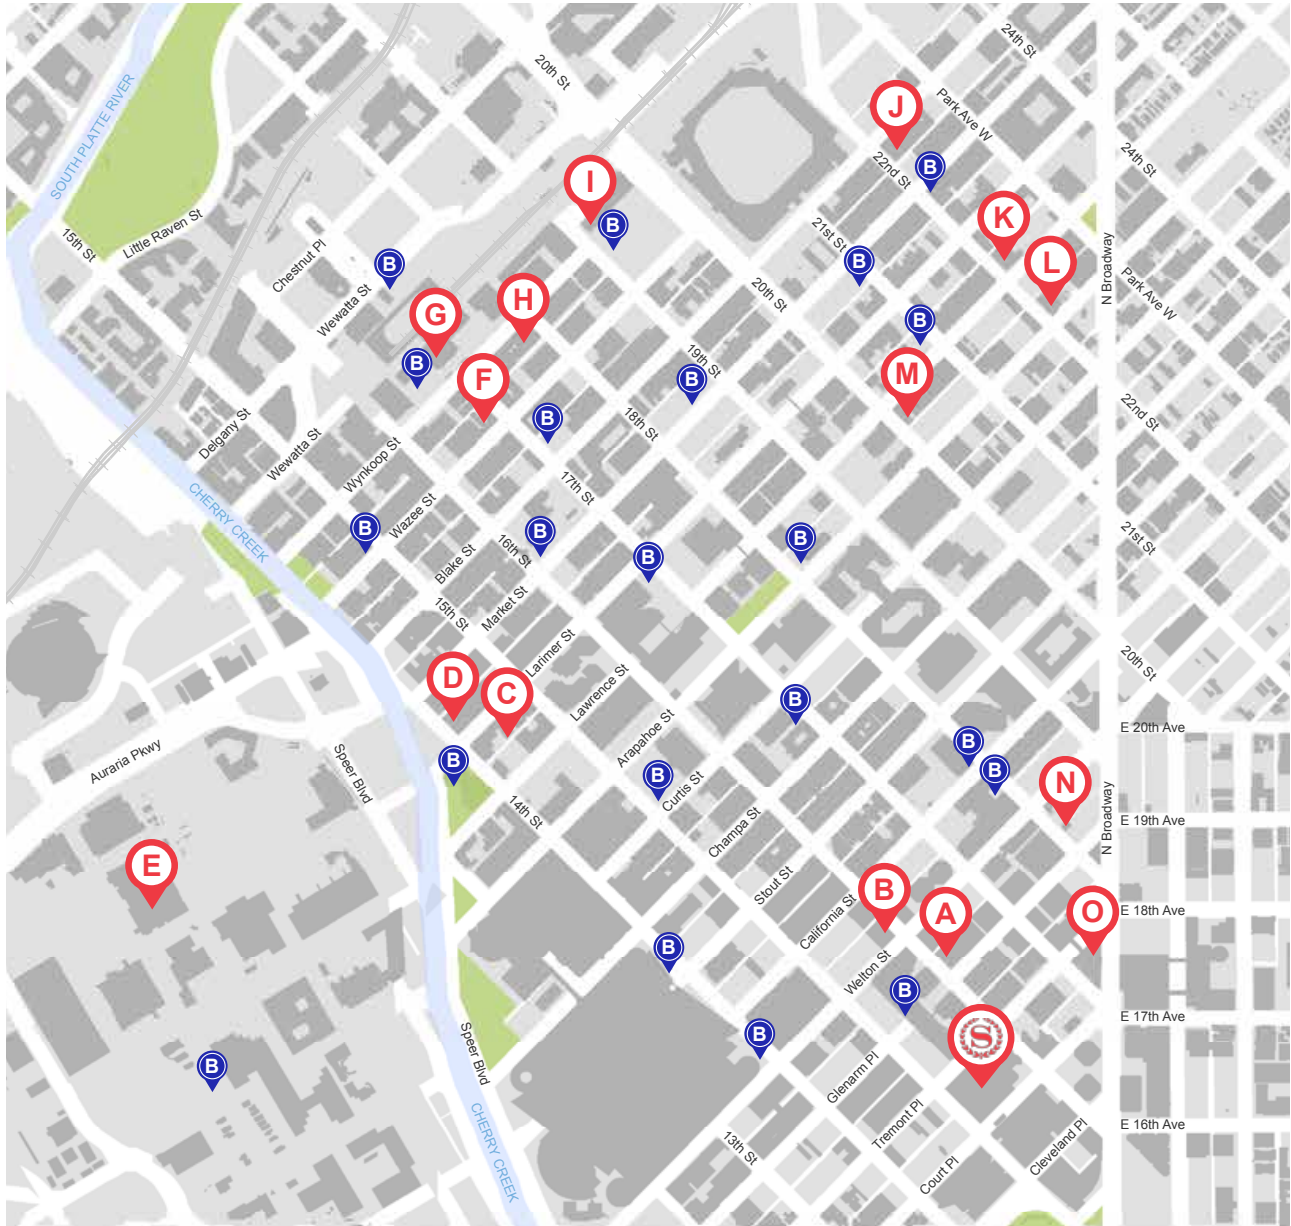 24th St
20th St
J
Park Ave W
SOUTH PLATTE RIVER
22nd St
B
24th St
I
K
Little Raven St
15th St
B
21st St
L
N Broadway
Chestnut Pl
B
B
Wewatta St
H
20th St
Park Ave W
G
B
19th St
B
F
B
M
22nd St
Delgany St
B
18th St
Wewatta St
Wynkoop St
17th St
CHERRY CREEK
B
Wazee St
B
16th St
B
B
21st St
Blake St
15th St
Market St
Larimer St
20th St
D
C
Lawrence St
B
E 20th Ave
Arapahoe St
B
Auraria Pkwy
Speer Blvd
B
B
Curtis St
B
N
14th St
N Broadway
E 19th Ave
Champa St
E
Stout St
B
A
O
E 18th Ave
California St
B
Welton St
B
S
E 17th Ave
B
Speer Blvd
B
Glenarm Pl
Tremont Pl
E 16th Ave
CHERRY CREEK
13th St
Court Pl
Cleveland Pl